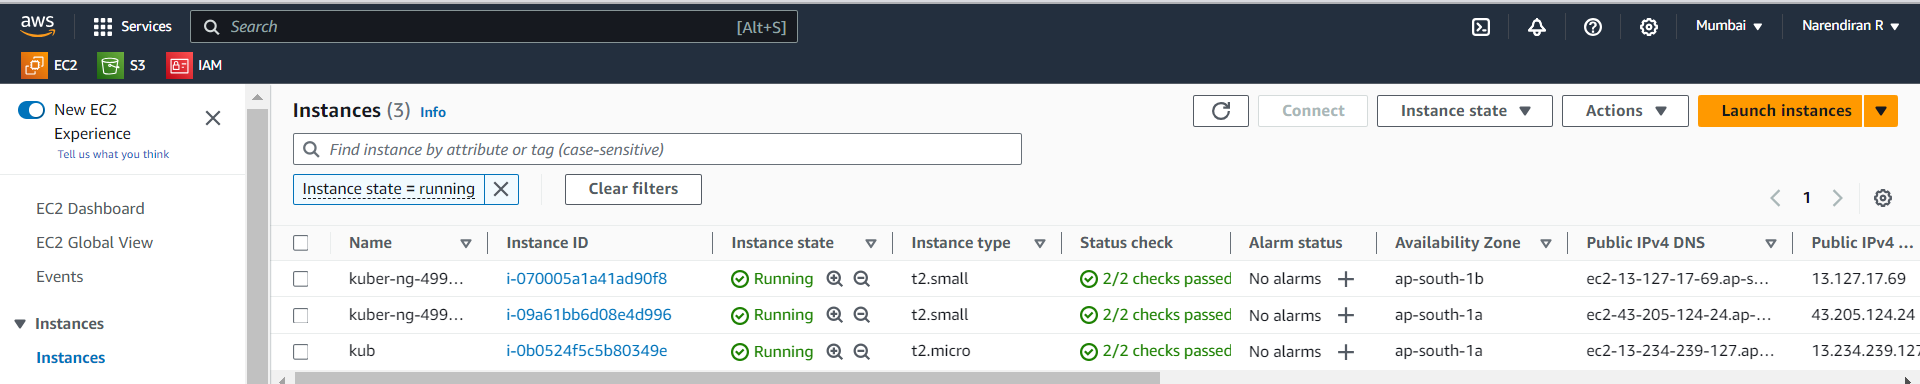 aws Services Search [Alt+S] Mumbai Narendiran R
EC2 S3 IAM
New EC2 Experience
Tell us what you think
EC2 Dashboard
EC2 Global View
Events
Instances
Instances
Instances (3) Info
Connect Instance state Actions Launch instances
Find instance by attribute or tag (case-sensitive)
Instance state = running Clear filters
1
Name Instance ID Instance state Instance type Status check Alarm status Availability Zone Public IPv4 DNS Public IPv4 ...
kuber-ng-499... i-070005a1a41ad90f8 Running t2.small 2/2 checks passed No alarms ap-south-1b ec2-13-127-17-69.ap-s... 13.127.17.69
kuber-ng-499... i-09a61bb6d08e4d996 Running t2.small 2/2 checks passed No alarms ap-south-1a ec2-43-205-124-24.ap-... 43.205.124.24
kub i-0b0524f5c5b80349e Running t2.micro 2/2 checks passed No alarms ap-south-1a ec2-13-234-239-127.ap... 13.234.239.127